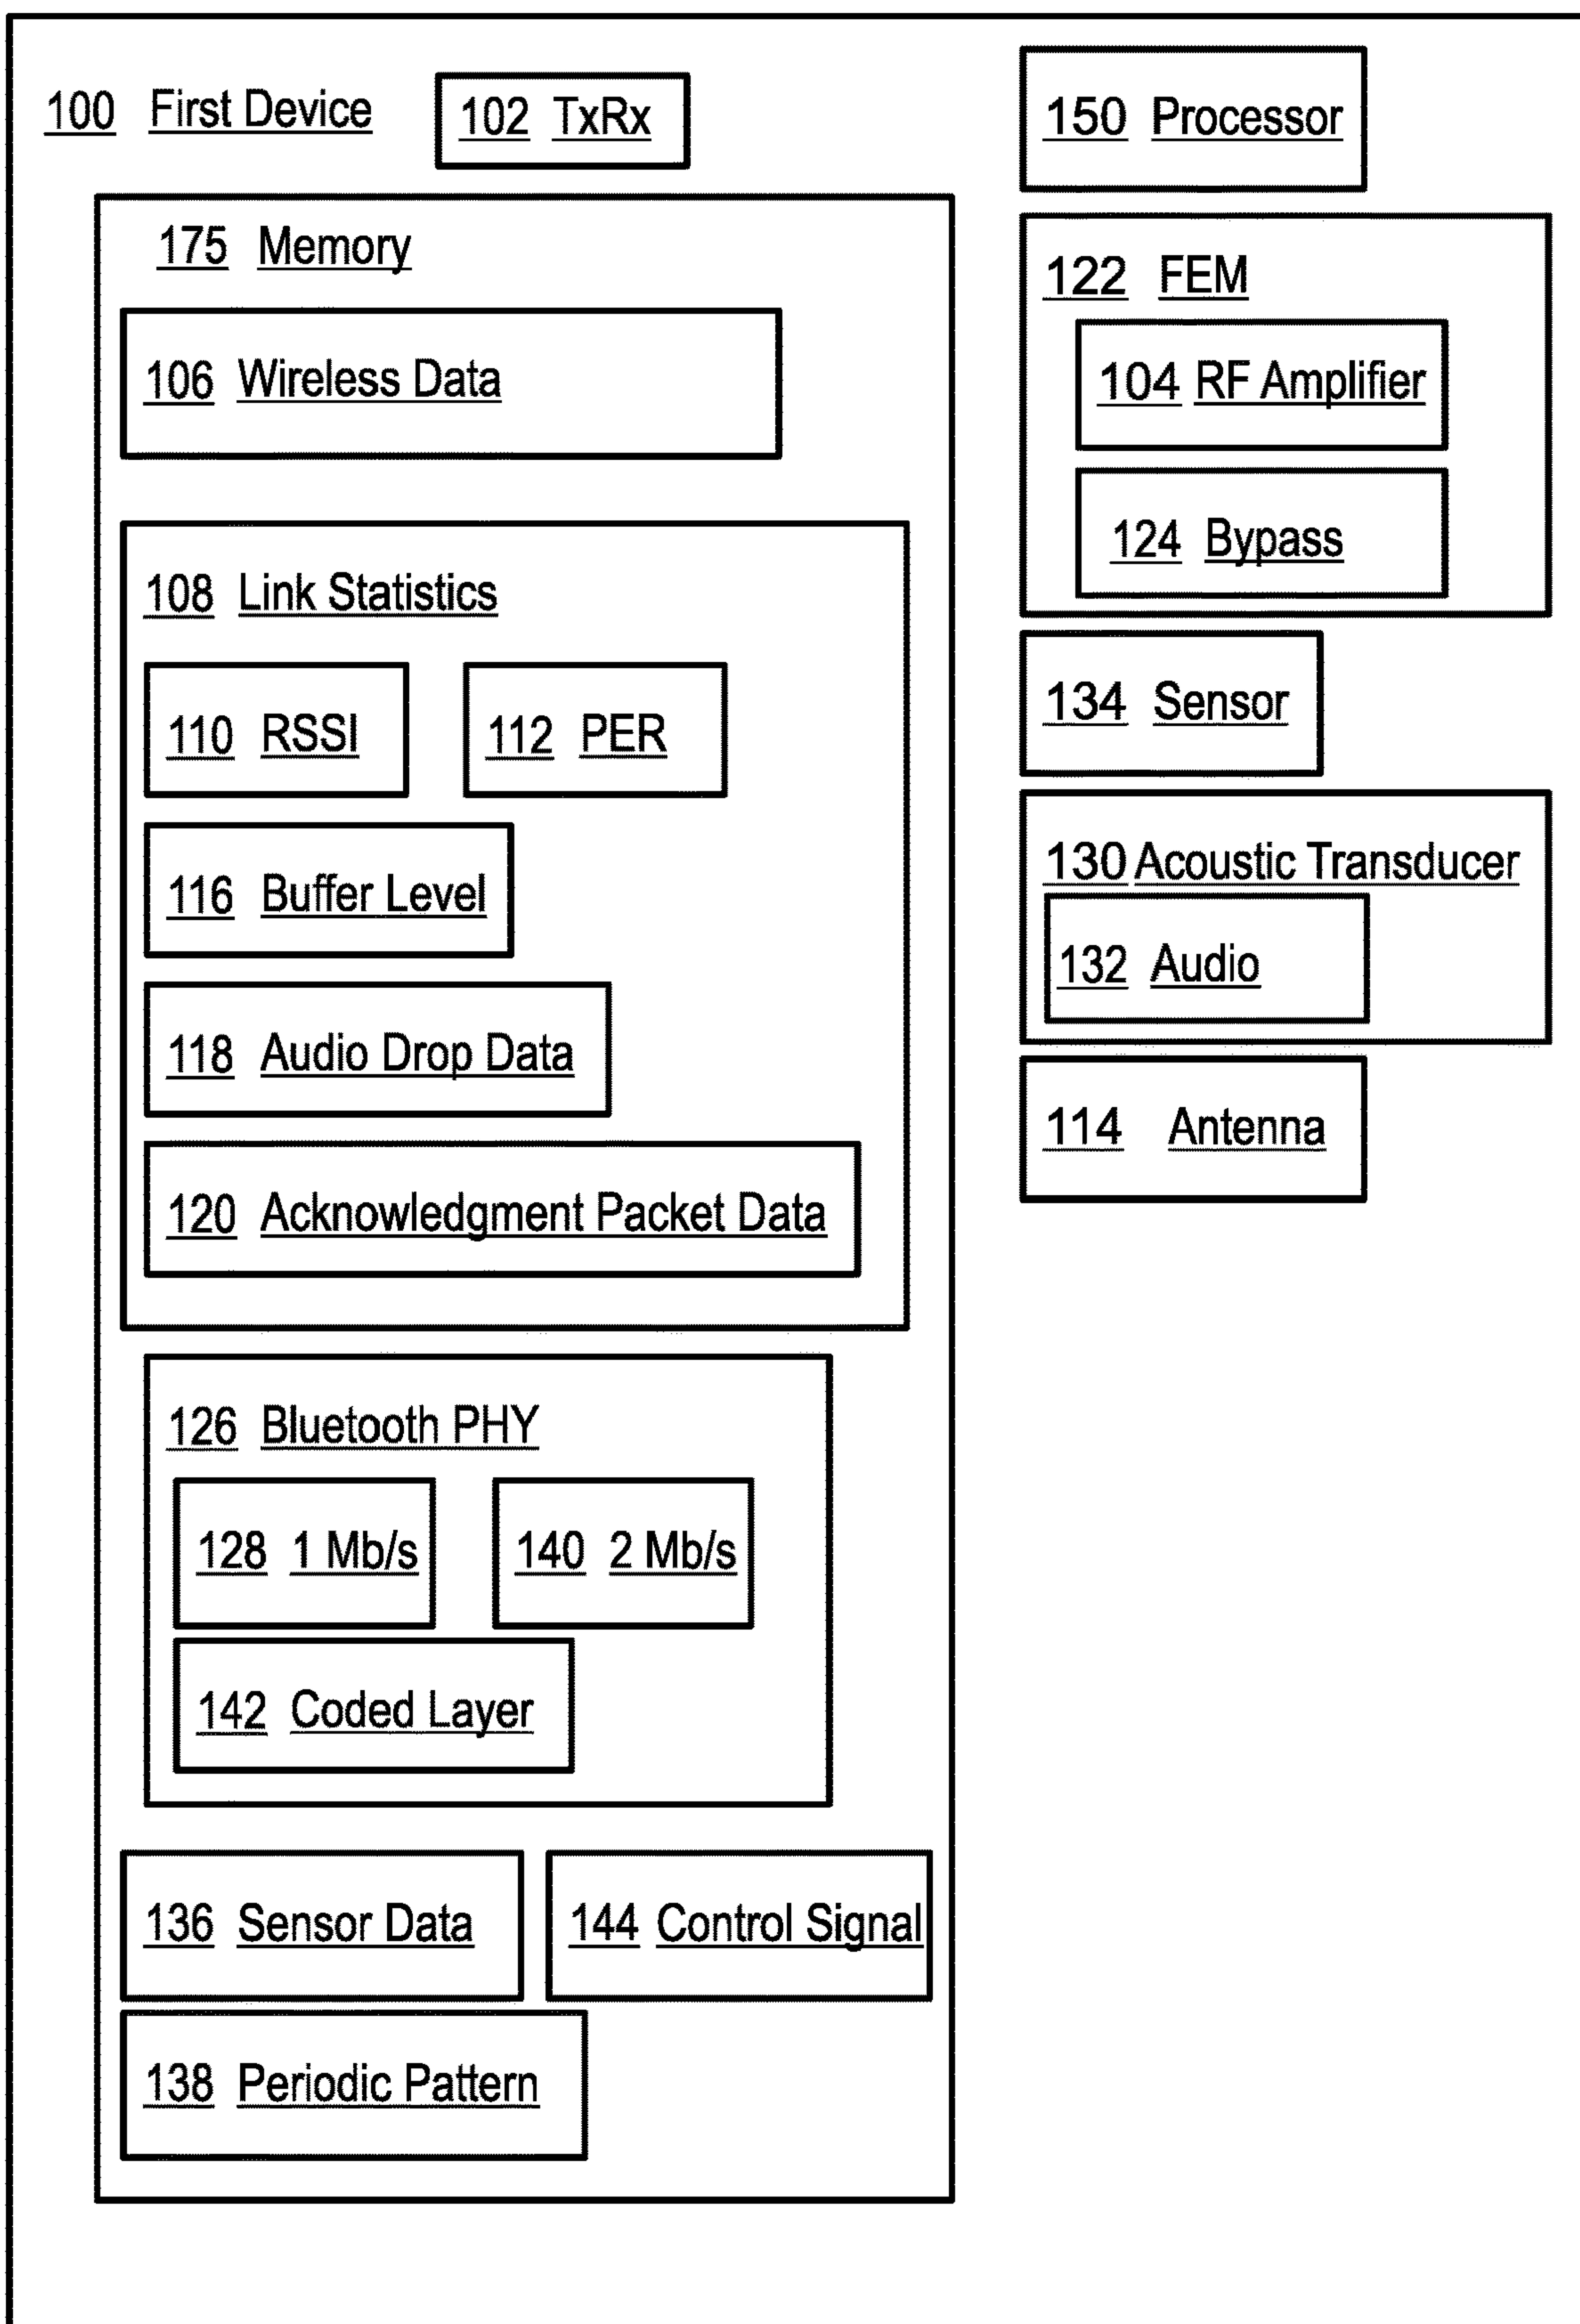 100 First Device
102 TxRx
175 Memory
106 Wireless Data
108 Link Statistics
110 RSSI
112 PER
116 Buffer Level
118 Audio Drop Data
120 Acknowledgment Packet Data
126 Bluetooth PHY
128 1 Mb/s
140 2 Mb/s
142 Coded Layer
136 Sensor Data
144 Control Signal
138 Periodic Pattern
150 Processor
122 FEM
104 RF Amplifier
124 Bypass
134 Sensor
130 Acoustic Transducer
132 Audio
114 Antenna